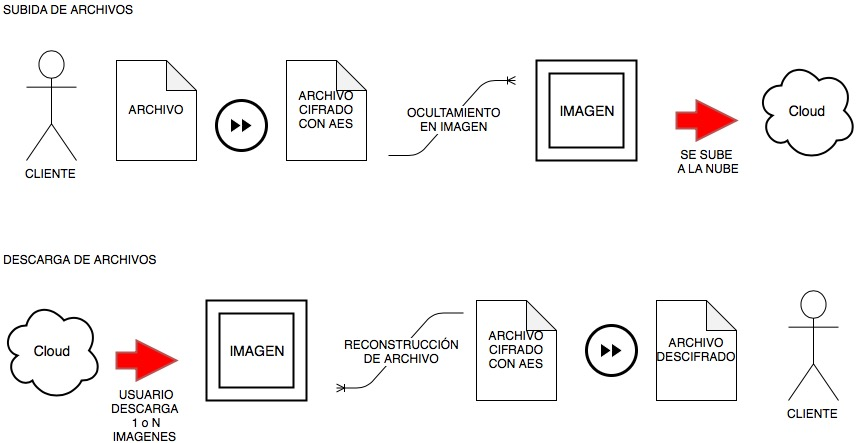 SUBIDA DE ARCHIVOS
CLIENTE
ARCHIVO
ARCHIVO
CIFRADO
CON AES
OCULTAMIENTO
EN IMAGEN
IMAGEN
SE SUBE
A LA NUBE
Cloud
DESCARGA DE ARCHIVOS
Cloud
USUARIO
DESCARGA
1 o N
IMAGENES
IMAGEN
RECONSTRUCCIÓN
DE ARCHIVO
ARCHIVO
CIFRADO
CON AES
ARCHIVO
DESCIFRADO
CLIENTE